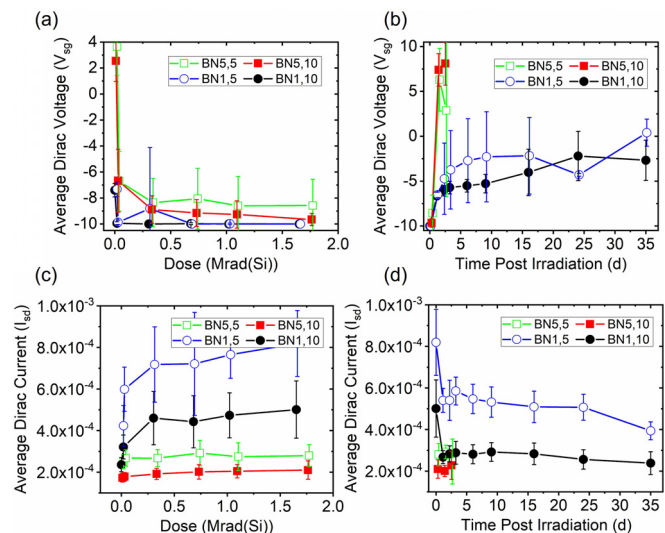 (a)
Average Dirac Voltage (Vsg)
4
2
0
-2
-4
-6
-8
-10
BN5,5 BN5,10
BN1,5 BN1,10
0.0 0.5 1.0 1.5 2.0
Dose (Mrad(Si))
(b)
Average Dirac Voltage (Vsg)
10
5
0
-5
-10
BN5,5 BN5,10
BN1,5 BN1,10
0 5 10 15 20 25 30 35
Time Post Irradiation (d)
(c)
Average Dirac Current (Isd)
1.0x10-3
8.0x10-4
6.0x10-4
4.0x10-4
2.0x10-4
BN5,5 BN5,10
BN1,5 BN1,10
0.0 0.5 1.0 1.5 2.0
Dose (Mrad(Si))
(d)
Average Dirac Current (Isd)
1.0x10-3
8.0x10-4
6.0x10-4
4.0x10-4
2.0x10-4
BN5,5 BN5,10
BN1,5 BN1,10
0 5 10 15 20 25 30 35
Time Post Irradiation (d)